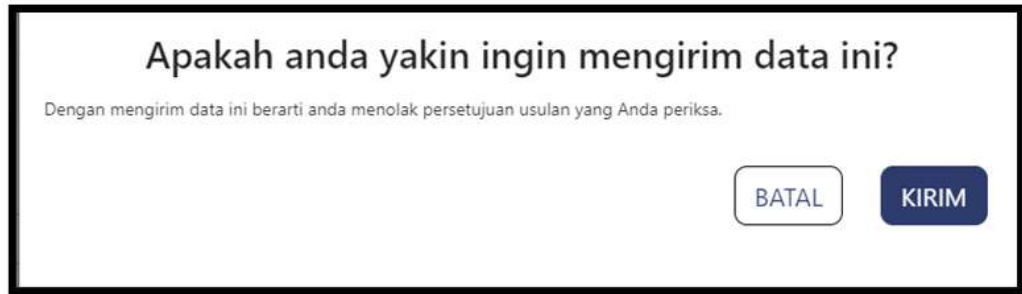 Apakah anda yakin ingin mengirim data ini?
Dengan mengirim data ini berarti anda menolak persetujuan usulan yang Anda periksa.
BATAL
KIRIM